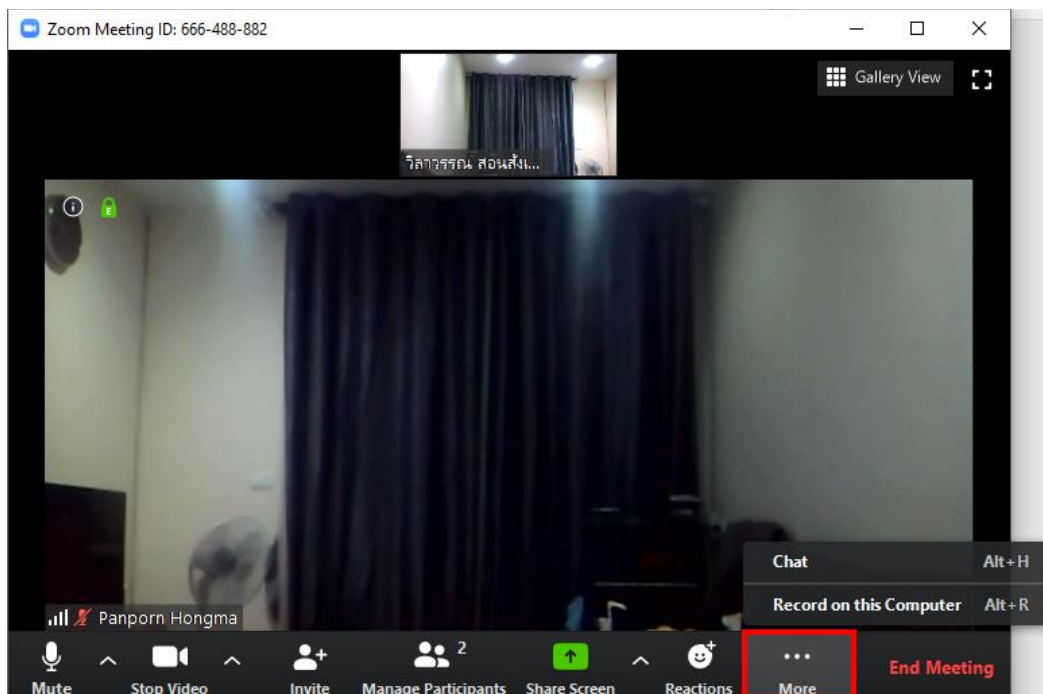 Zoom Meeting ID: 666-488-882
Gallery View
วิลาวรรณ สอนสั่งเ...
E
Panporn Hongma
Chat Alt+H
Record on this Computer Alt+R
2
Mute Stop Video Invite Manage Participants Share Screen Reactions More End Meeting